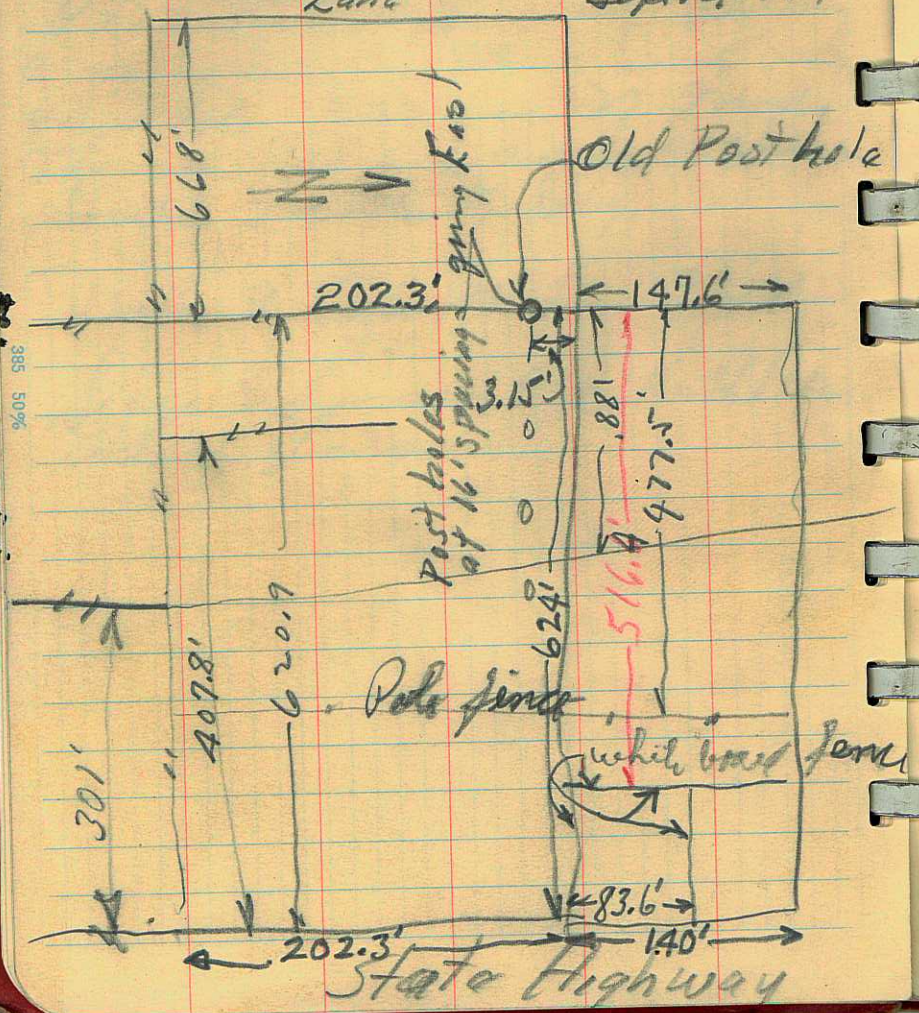 Old Post hole
668'
N
202.3'
147.6'
Post holes
at 16' spacing - going East
3.15'
188'
477.5'
516.4'
624'
620.9
407.8'
301'
Pole fence
white board fence
83.6'
202.3'
140'
State Highway
385 50%